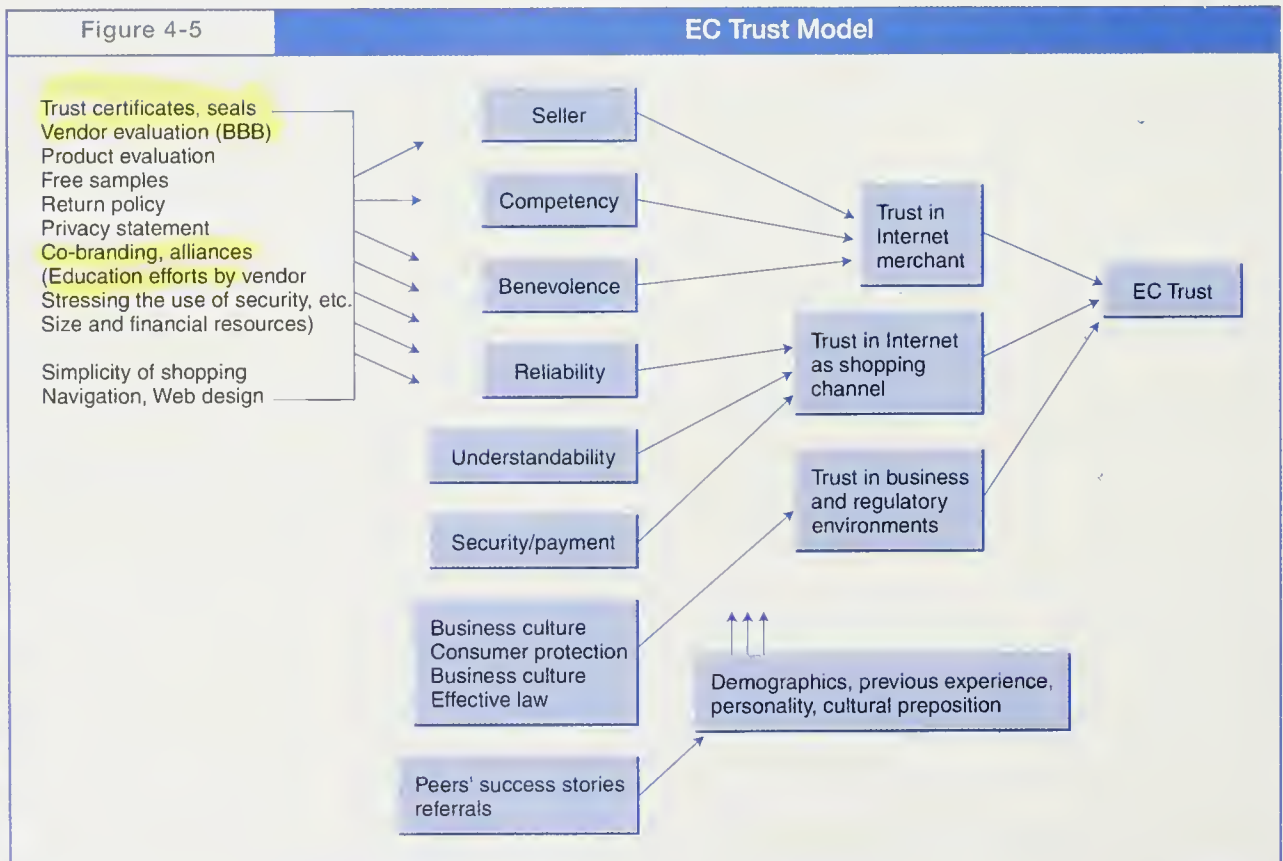 Figure 4-5
EC Trust Model
Trust certificates, seals
Vendor evaluation (BBB)
Product evaluation
Free samples
Return policy
Privacy statement
Co-branding, alliances
(Education efforts by vendor
Stressing the use of security, etc.
Size and financial resources)
Simplicity of shopping
Navigation, Web design
Seller
Competency
Benevolence
Reliability
Understandability
Security/payment
Business culture
Consumer protection
Business culture
Effective law
Peers' success stories
referrals
Trust in
Internet
merchant
Trust in Internet
as shopping
channel
Trust in business
and regulatory
environments
Demographics, previous experience,
personality, cultural preposition
EC Trust